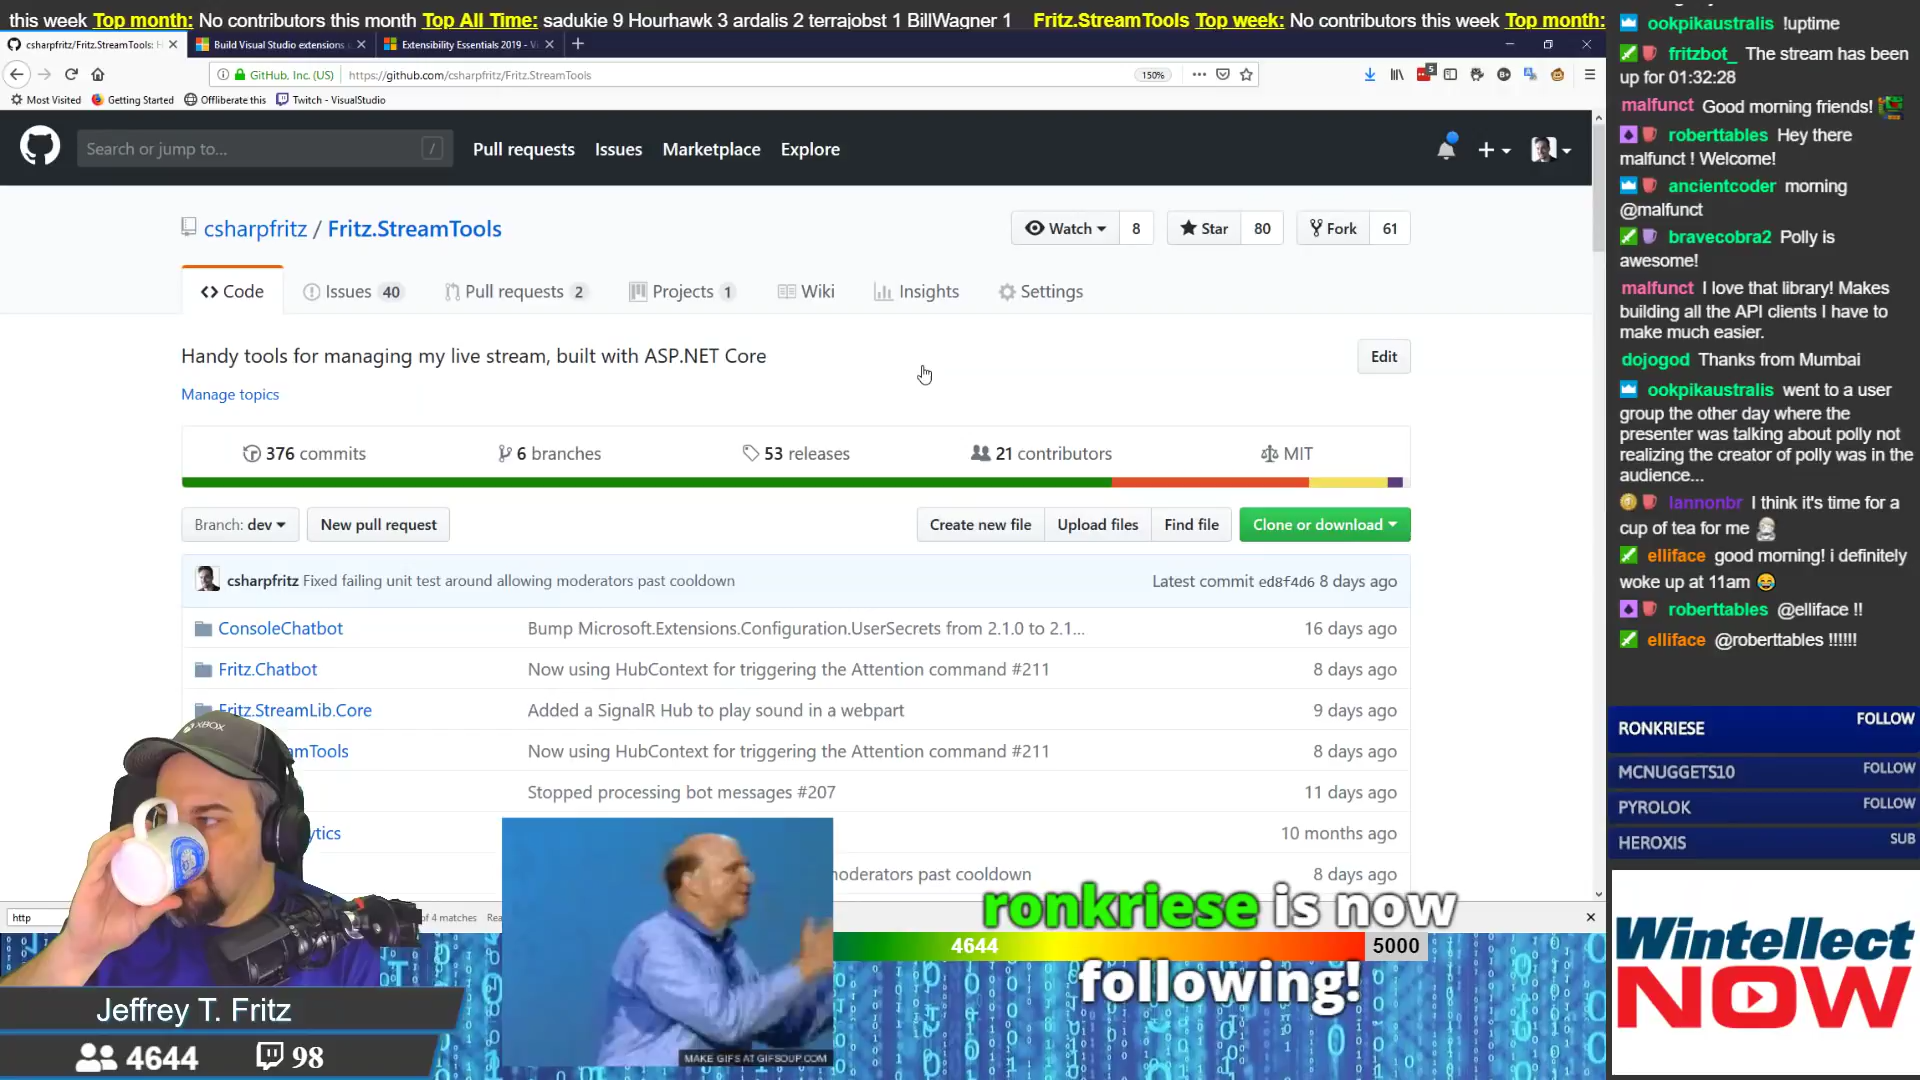 this week Top month: No contributors this month Top All Time: sadukie 9 Hourhawk 3 ardalis 2 terrajobst 1 BillWagner 1 Fritz.StreamTools Top week: No contributors this week Top month:
csharpfritz/Fritz.StreamTools: H
Build Visual Studio extensions
Extensibility Essentials 2019 - Vi
GitHub, Inc. (US)
https://github.com/csharpfritz/Fritz.StreamTools
150%
Most Visited
Getting Started
Offliberate this
Twitch - VisualStudio
Search or jump to...
/
Pull requests
Issues
Marketplace
Explore
csharpfritz / Fritz.StreamTools
Watch 8
Star 80
Fork 61
Code
Issues 40
Pull requests 2
Projects 1
Wiki
Insights
Settings
Handy tools for managing my live stream, built with ASP.NET Core
Edit
Manage topics
376 commits
6 branches
53 releases
21 contributors
MIT
Branch: dev
New pull request
Create new file
Upload files
Find file
Clone or download
csharpfritz Fixed failing unit test around allowing moderators past cooldown
Latest commit ed8f4d6 8 days ago
ConsoleChatbot Bump Microsoft.Extensions.Configuration.UserSecrets from 2.1.0 to 2.1... 16 days ago
Fritz.Chatbot Now using HubContext for triggering the Attention command #211 8 days ago
Fritz.StreamLib.Core Added a SignalR Hub to play sound in a webpart 9 days ago
amTools Now using HubContext for triggering the Attention command #211 8 days ago
Stopped processing bot messages #207 11 days ago
ytics 10 months ago
moderators past cooldown 8 days ago
http
of 4 matches
Rea
XBOX
MAKE GIFS AT GIFSOUP.COM
ronkriese is now
following!
4644
5000
Jeffrey T. Fritz
4644
98
ookpikaustralis !uptime
fritzbot_ The stream has been
up for 01:32:28
malfunct Good morning friends!
roberttables Hey there
malfunct ! Welcome!
ancientcoder morning
@malfunct
bravecobra2 Polly is
awesome!
malfunct I love that library! Makes
building all the API clients I have to
make much easier.
dojogod Thanks from Mumbai
ookpikaustralis went to a user
group the other day where the
presenter was talking about polly not
realizing the creator of polly was in the
audience...
lannonbr I think it's time for a
cup of tea for me
elliface good morning! i definitely
woke up at 11am
roberttables @elliface !!
elliface @roberttables !!!!!!
RONKRIESE FOLLOW
MCNUGGETS10 FOLLOW
PYROLOK FOLLOW
HEROXIS SUB
Wintellect
NOW